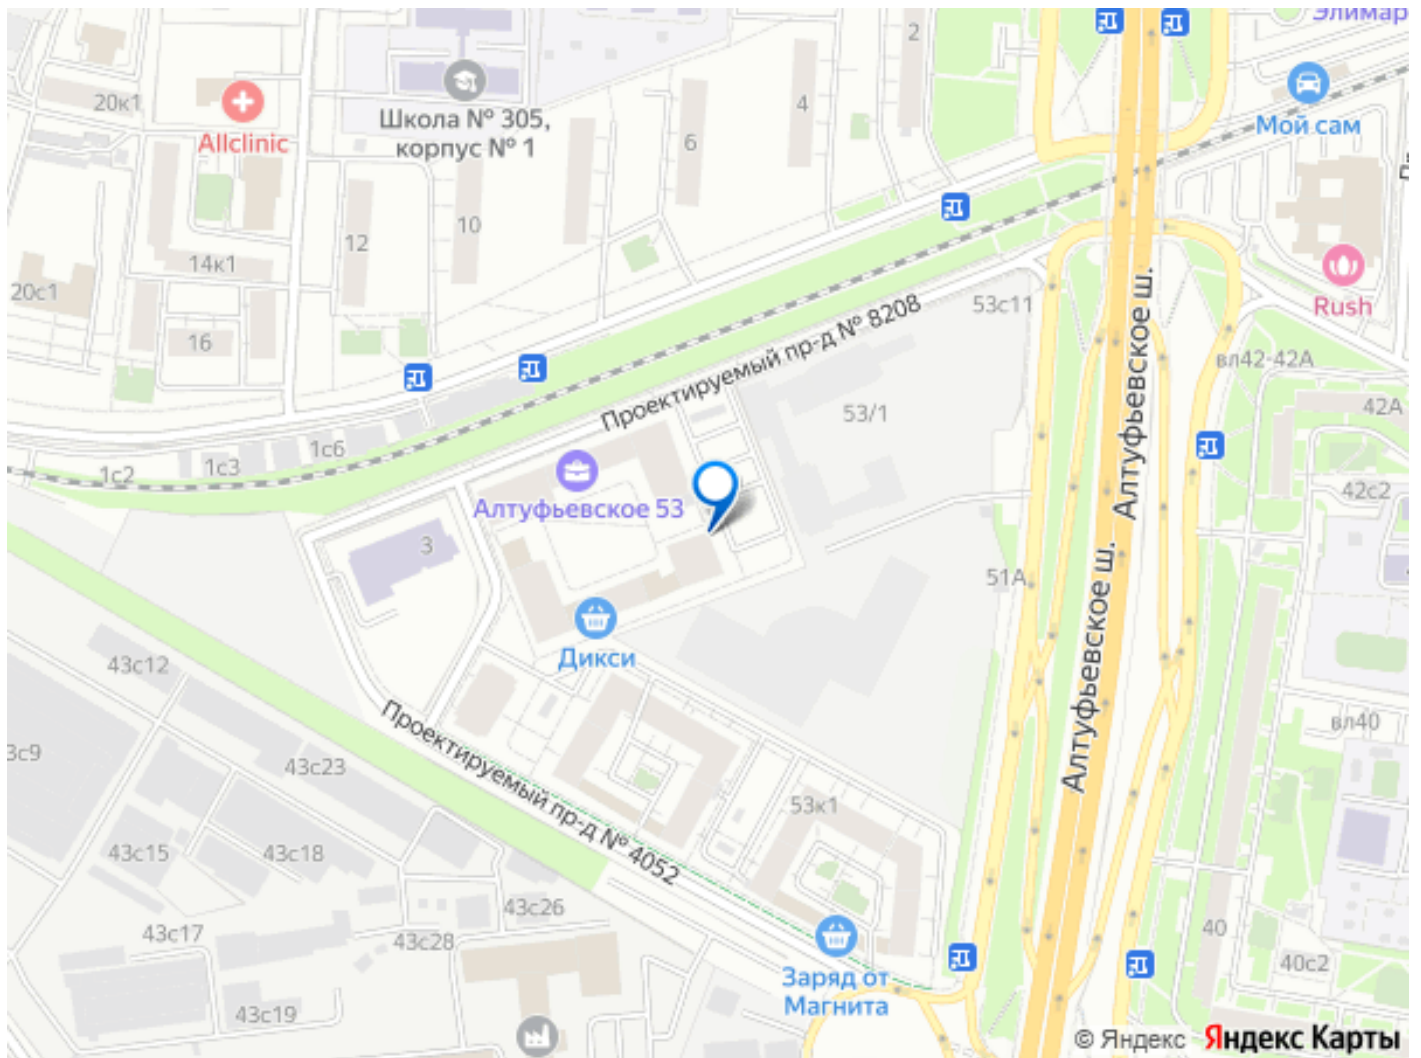 Элимар
2
20к1
Allclinic
Школа № 305,
корпус № 1
4
6
Мой сам
10
12
14к1
20с1
16
Rush
53с11
вл42-42А
Проектируемый пр-д № 8208
Алтуфьевское ш.
42А
53/1
1с6
1с3
1с2
42с2
Алтуфьевское 53
3
51А
Алтуфьевское ш.
Дикси
43с12
вл40
3с9
43с23
Проектируемый пр-д № 4052
53к1
43с15
43с18
43с26
43с17
43с28
40
40с2
Заряд от
Магнита
43с19
© Яндекс Яндекс Карты